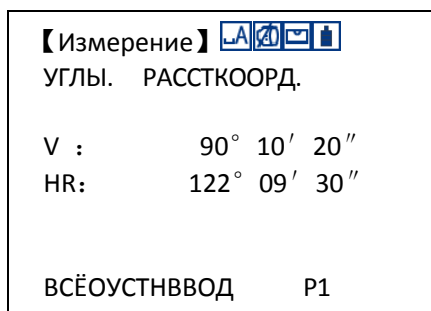 【Измерение】
УГЛЫ. РАССТКООРД.
V : 90° 10′ 20″
HR: 122° 09′ 30″
ВСЁОУСТНВВОД P1